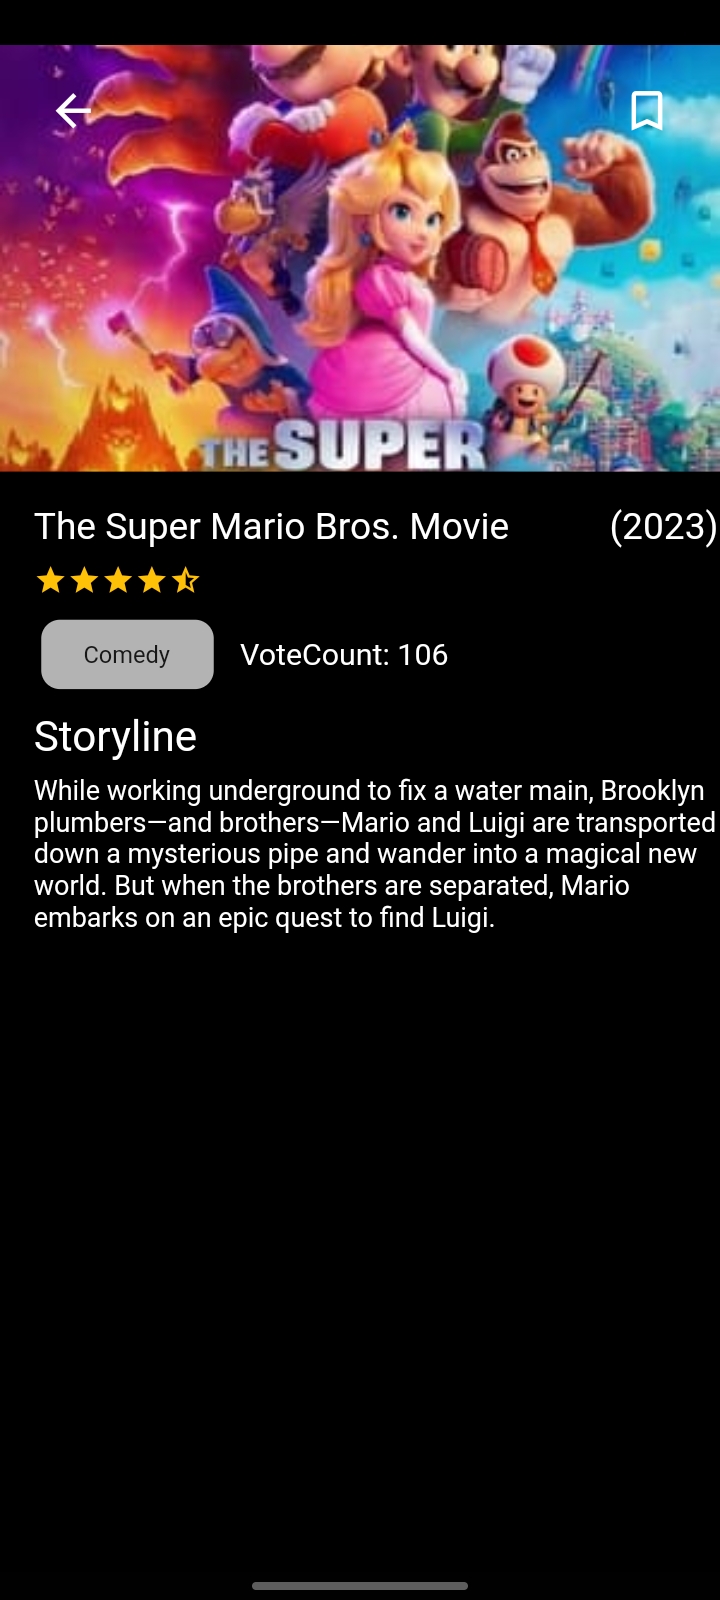 THE SUPER
The Super Mario Bros. Movie (2023)
Comedy VoteCount: 106
Storyline
While working underground to fix a water main, Brooklyn
plumbers—and brothers—Mario and Luigi are transported
down a mysterious pipe and wander into a magical new
world. But when the brothers are separated, Mario
embarks on an epic quest to find Luigi.